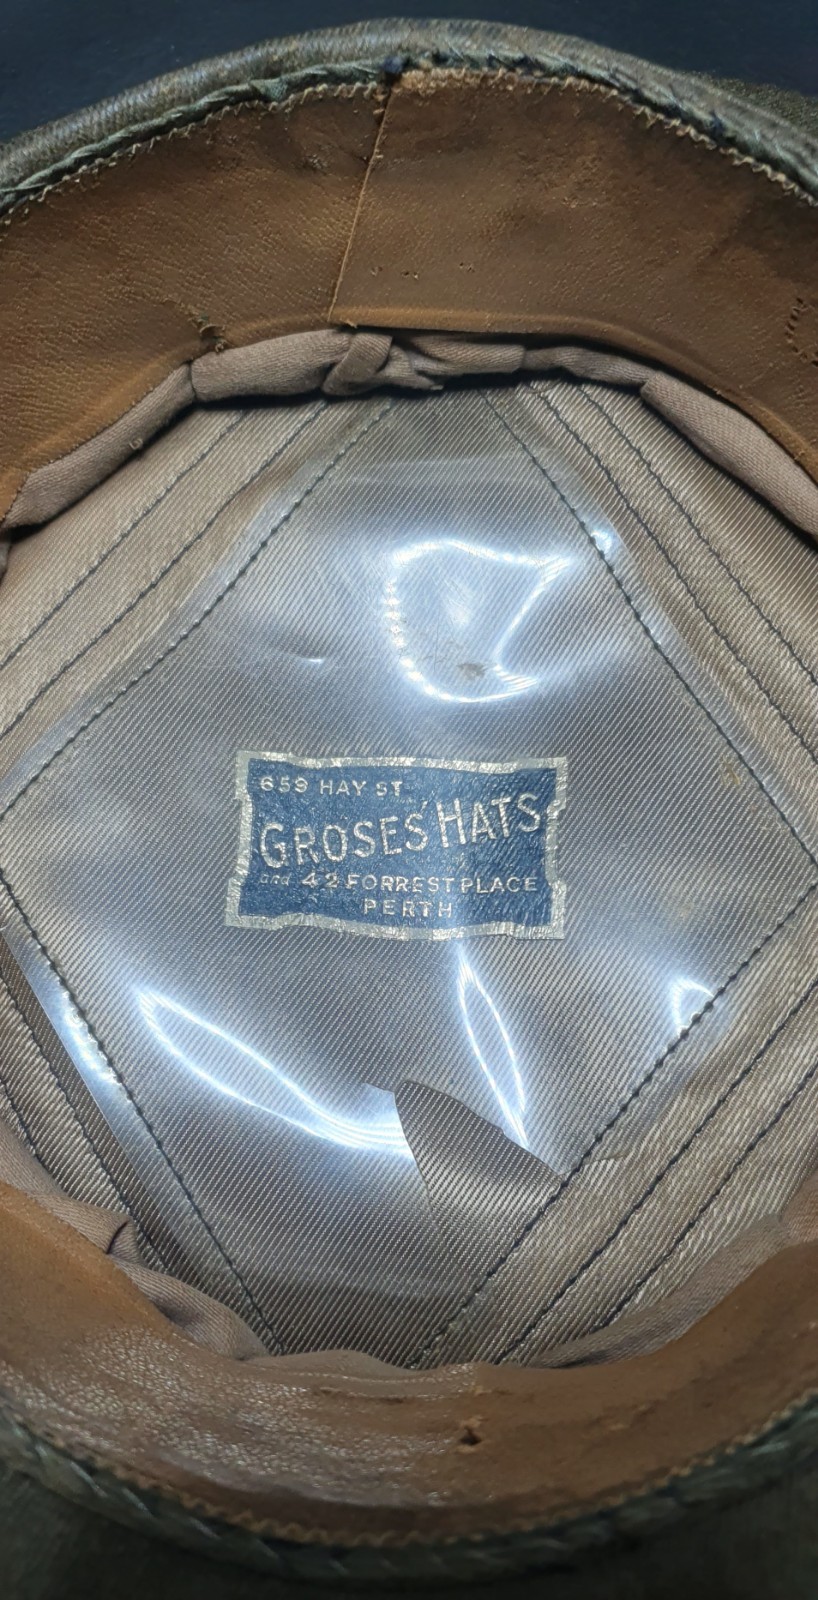 659 HAY ST.
GROSES' HATS
and 42 FORREST PLACE
PERTH